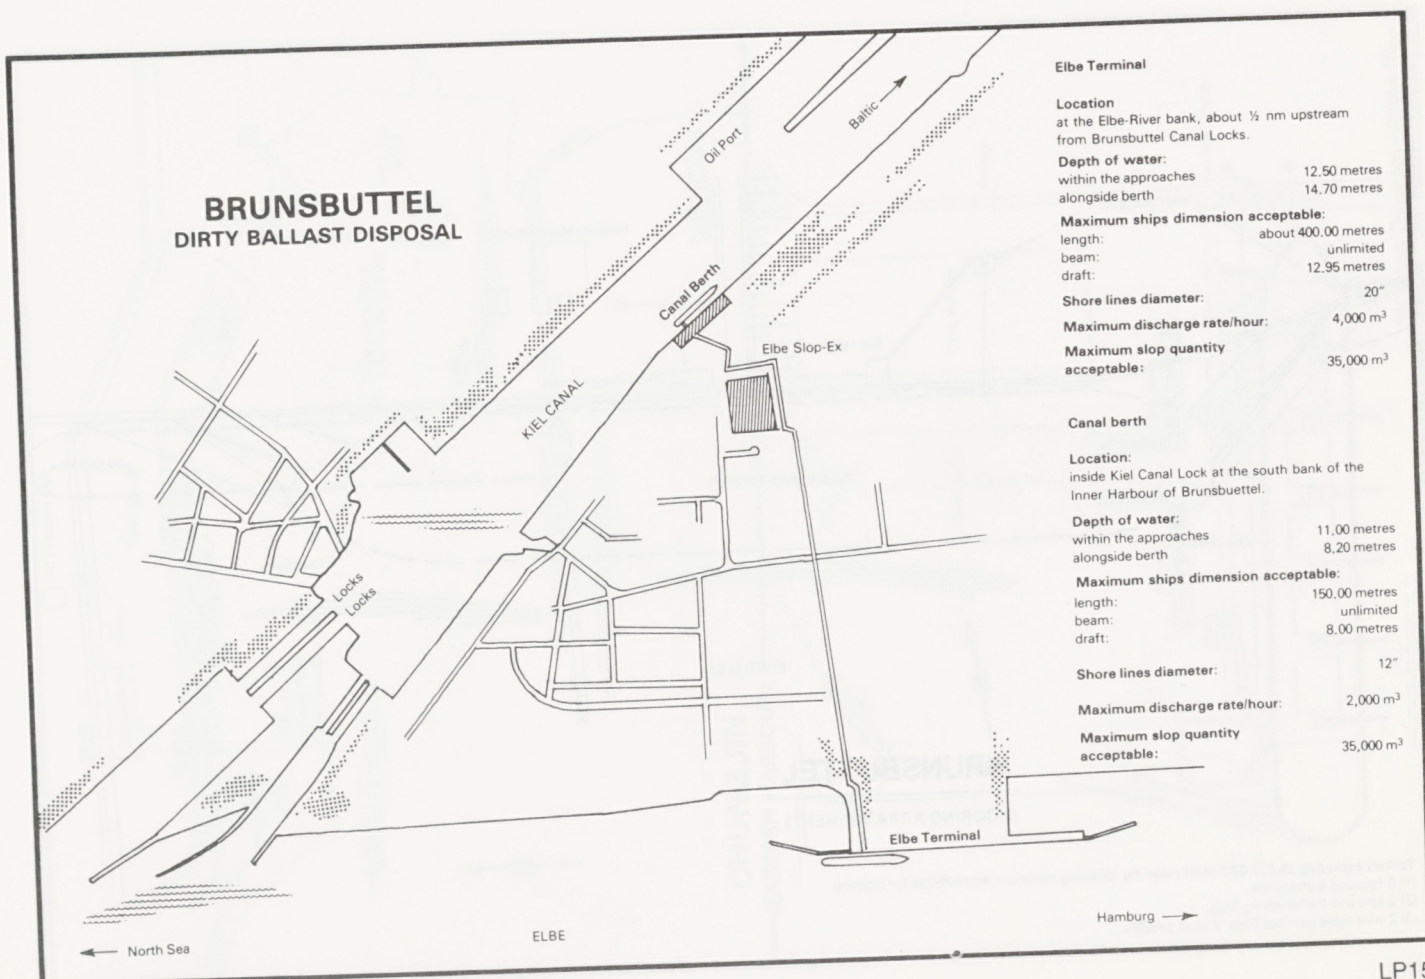 BRUNSBUTTEL
DIRTY BALLAST DISPOSAL
Oil Port
Baltic
Canal Berth
Elbe Slop-Ex
KIEL CANAL
Locks
Locks
Elbe Terminal
Hamburg
ELBE
North Sea
Elbe Terminal
Location
at the Elbe-River bank, about ½ nm upstream
from Brunsbuttel Canal Locks.
Depth of water:
within the approaches 12.50 metres
alongside berth 14.70 metres
Maximum ships dimension acceptable:
length: about 400.00 metres
beam: unlimited
draft: 12.95 metres
Shore lines diameter: 20"
Maximum discharge rate/hour: 4,000 m³
Maximum slop quantity
acceptable: 35,000 m³
Canal berth
Location:
inside Kiel Canal Lock at the south bank of the
Inner Harbour of Brunsbuettel.
Depth of water:
within the approaches 11.00 metres
alongside berth 8.20 metres
Maximum ships dimension acceptable:
length: 150.00 metres
beam: unlimited
draft: 8.00 metres
Shore lines diameter: 12"
Maximum discharge rate/hour: 2,000 m³
Maximum slop quantity
acceptable: 35,000 m³